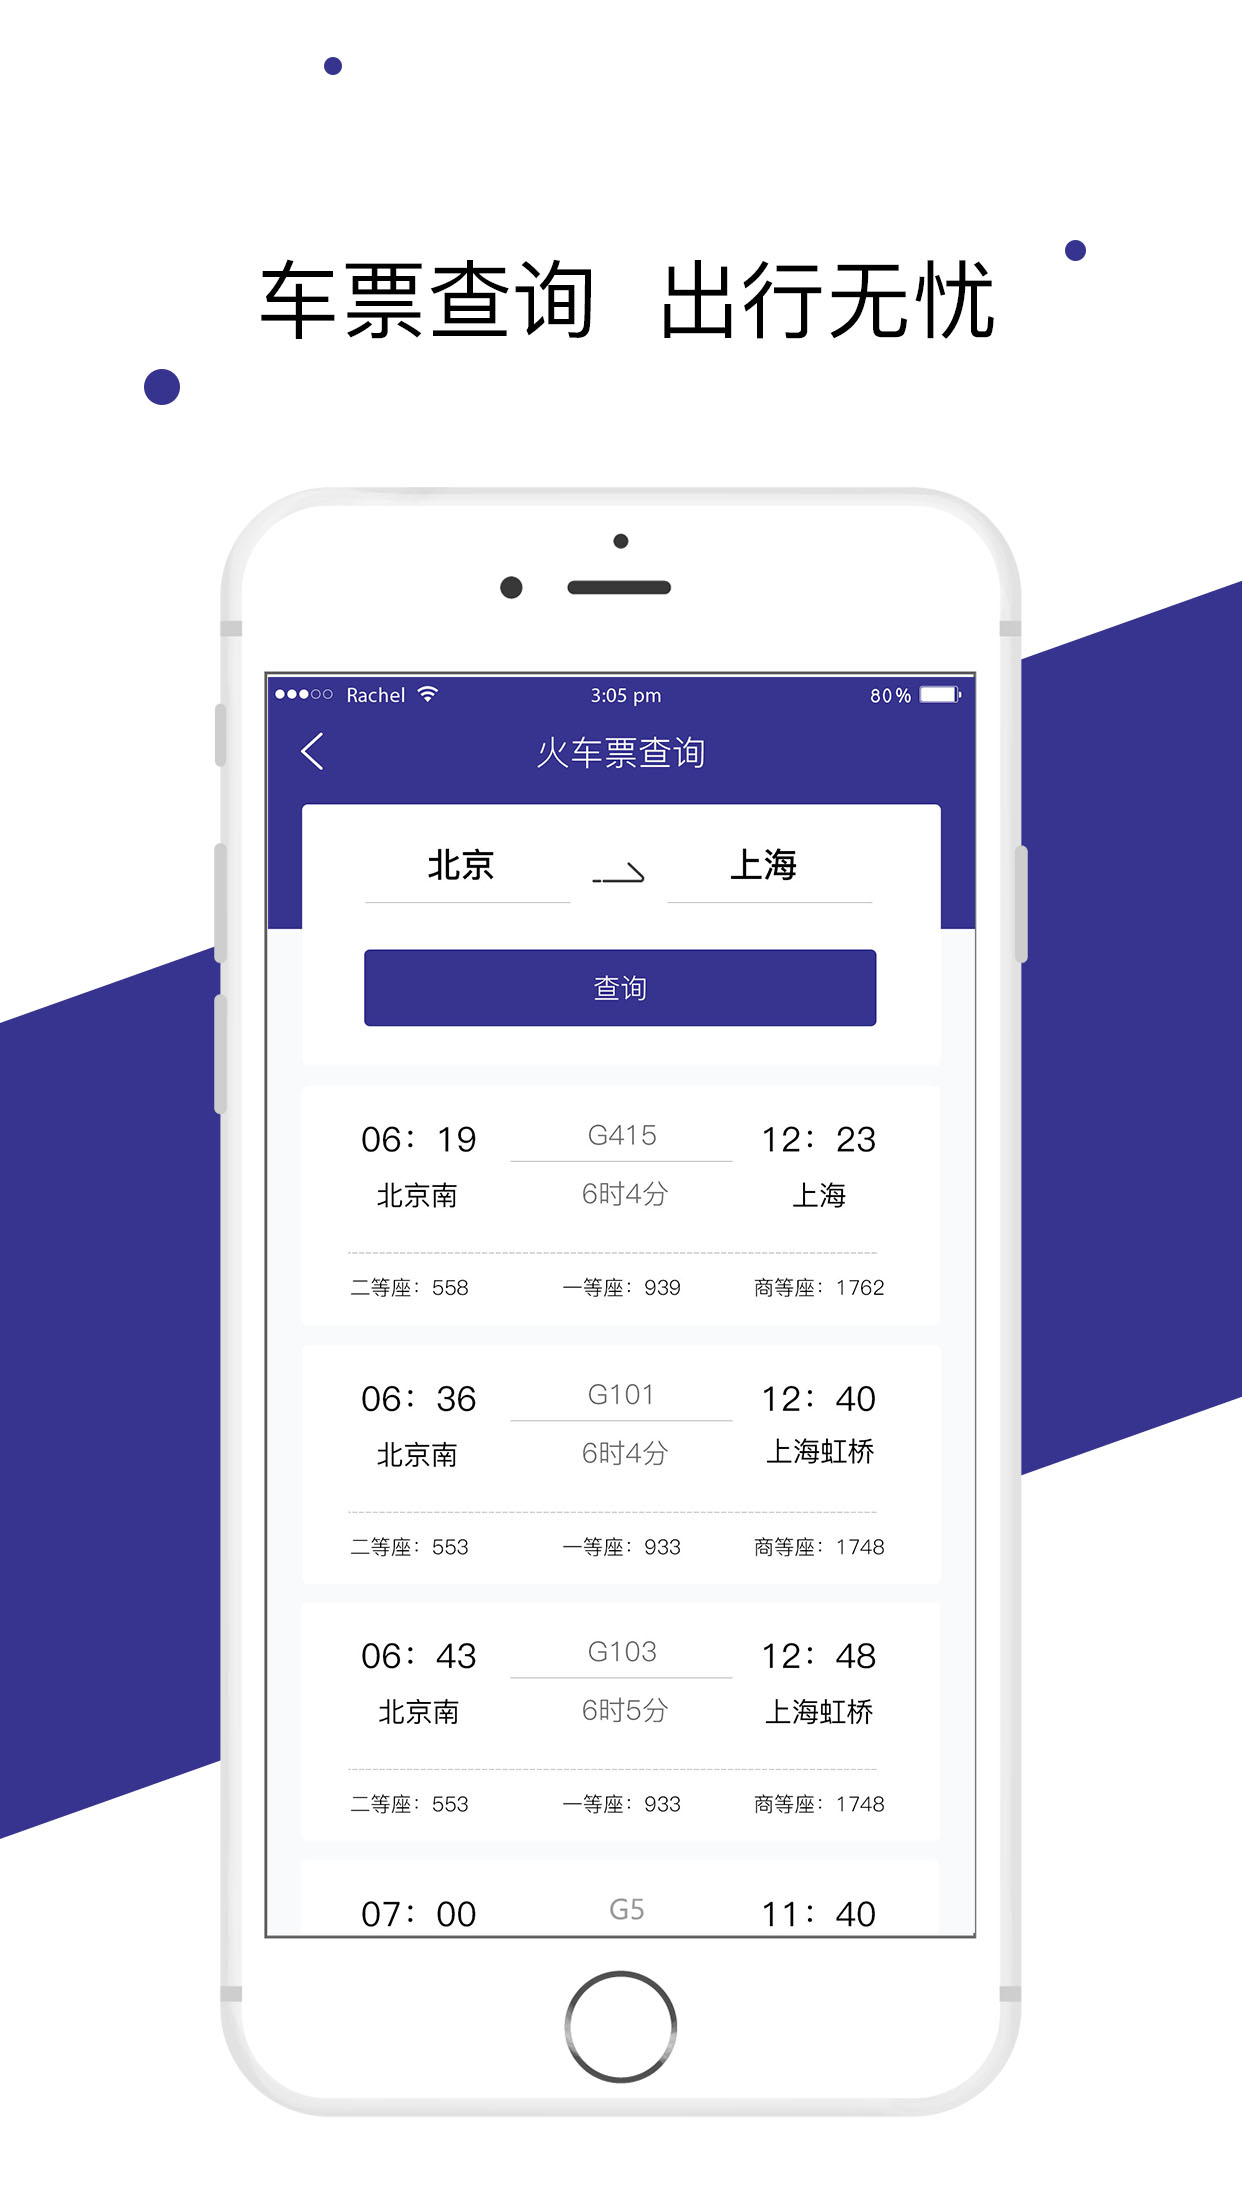 车票查询 出行无忧
Rachel 3:05 pm 80%
火车票查询
北京 上海
查询
06：19 G415 12：23
北京南 6时4分 上海
二等座：558 一等座：939 商等座：1762
06：36 G101 12：40
北京南 6时4分 上海虹桥
二等座：553 一等座：933 商等座：1748
06：43 G103 12：48
北京南 6时5分 上海虹桥
二等座：553 一等座：933 商等座：1748
07：00 G5 11：40